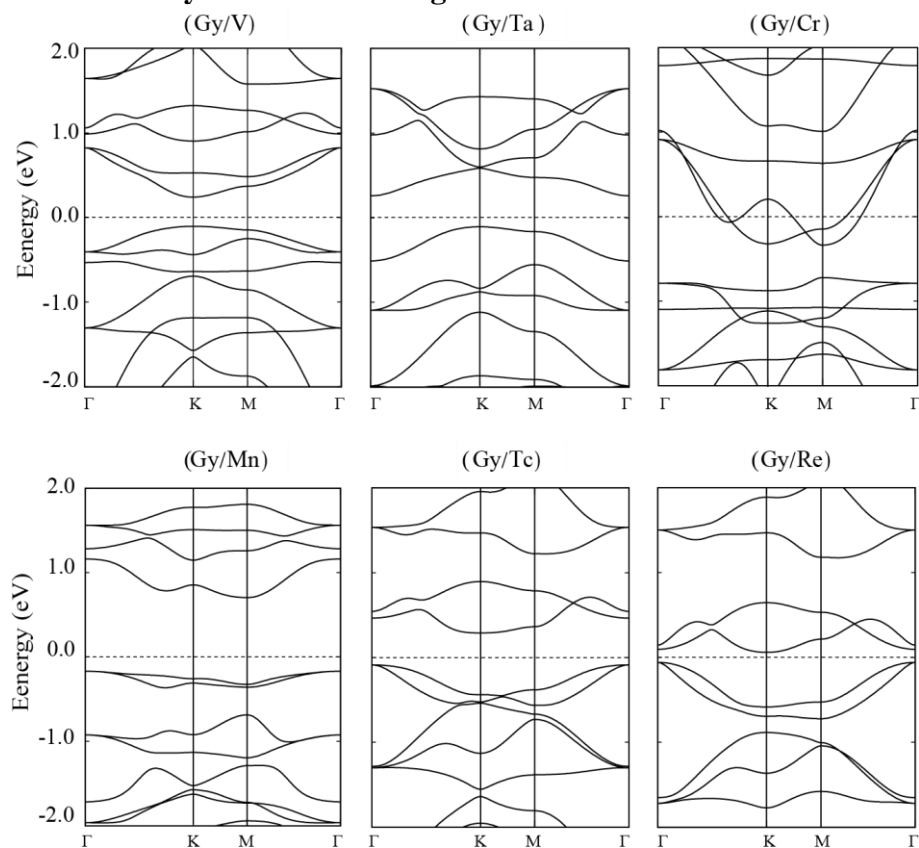 (Gy/V) (Gy/Ta) (Gy/Cr)
2.0
1.0
0.0
-1.0
-2.0
Eenergy (eV)
Γ K M Γ Γ K M Γ Γ K M Γ
(Gy/Mn) (Gy/Tc) (Gy/Re)
2.0
1.0
0.0
-1.0
-2.0
Eenergy (eV)
Γ K M Γ Γ K M Γ Γ K M Γ